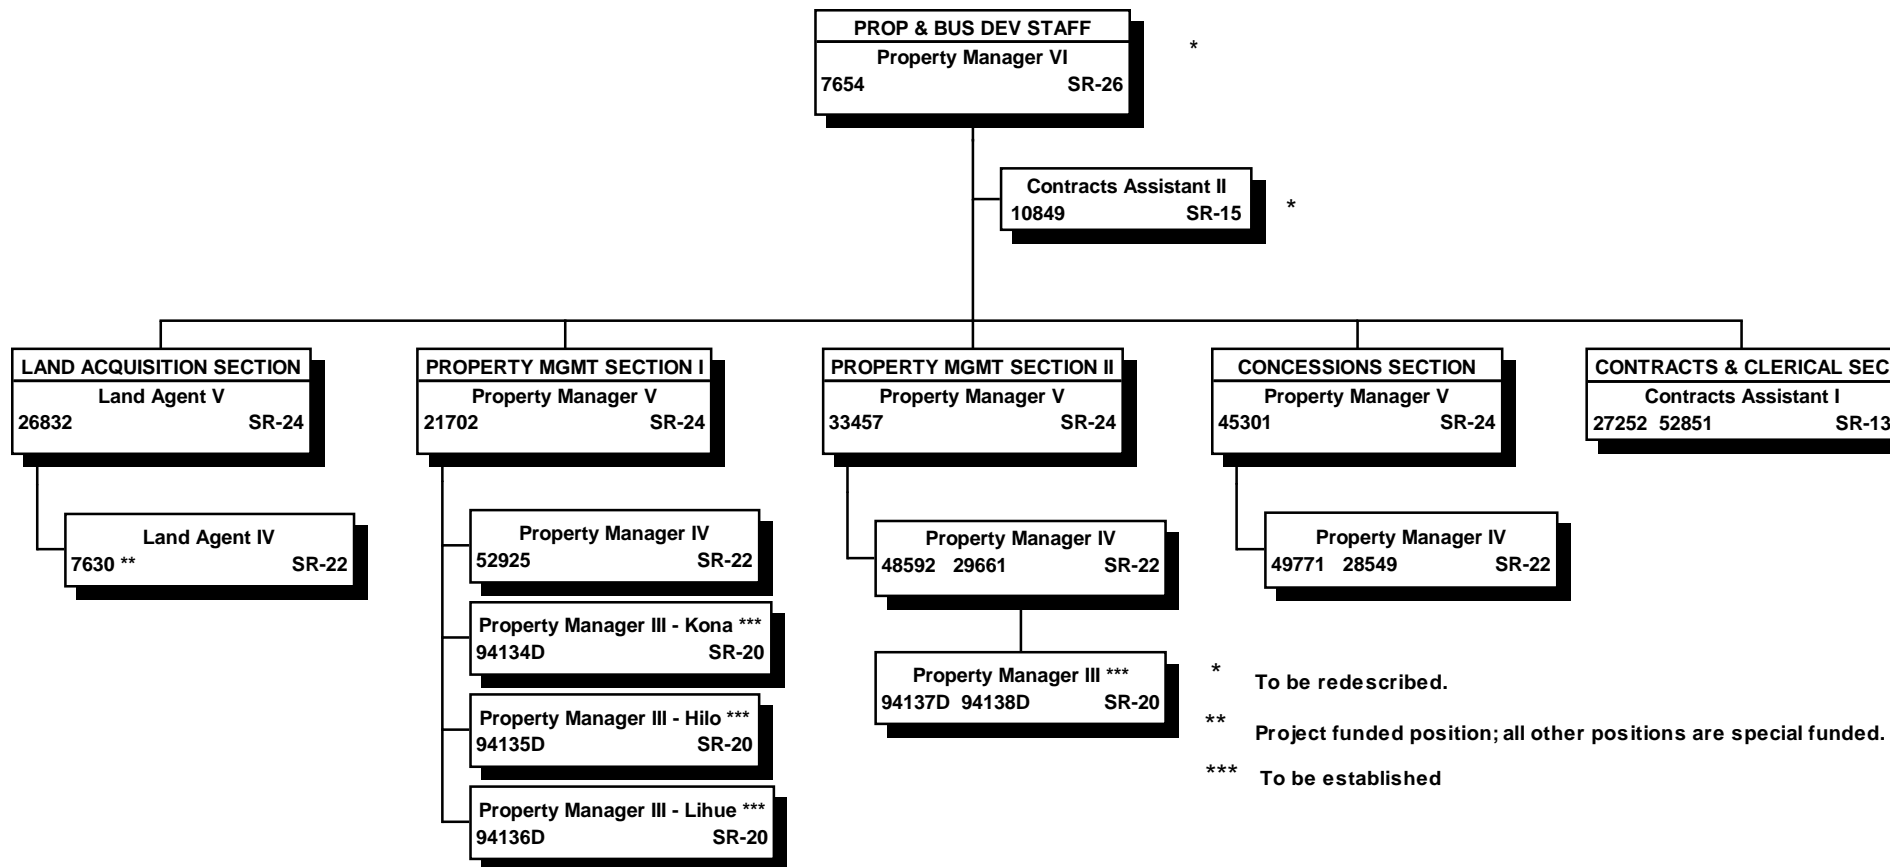 PROP & BUS DEV STAFF
Property Manager VI
7654 SR-26
*
Contracts Assistant II
10849 SR-15
*
LAND ACQUISITION SECTION
Land Agent V
26832 SR-24
Land Agent IV
7630 ** SR-22
PROPERTY MGMT SECTION I
Property Manager V
21702 SR-24
Property Manager IV
52925 SR-22
Property Manager III - Kona ***
94134D SR-20
Property Manager III - Hilo ***
94135D SR-20
Property Manager III - Lihue ***
94136D SR-20
PROPERTY MGMT SECTION II
Property Manager V
33457 SR-24
Property Manager IV
48592 29661 SR-22
Property Manager III ***
94137D 94138D SR-20
CONCESSIONS SECTION
Property Manager V
45301 SR-24
Property Manager IV
49771 28549 SR-22
CONTRACTS & CLERICAL SEC
Contracts Assistant I
27252 52851 SR-13
* To be redescribed.
** Project funded position; all other positions are special funded.
*** To be established